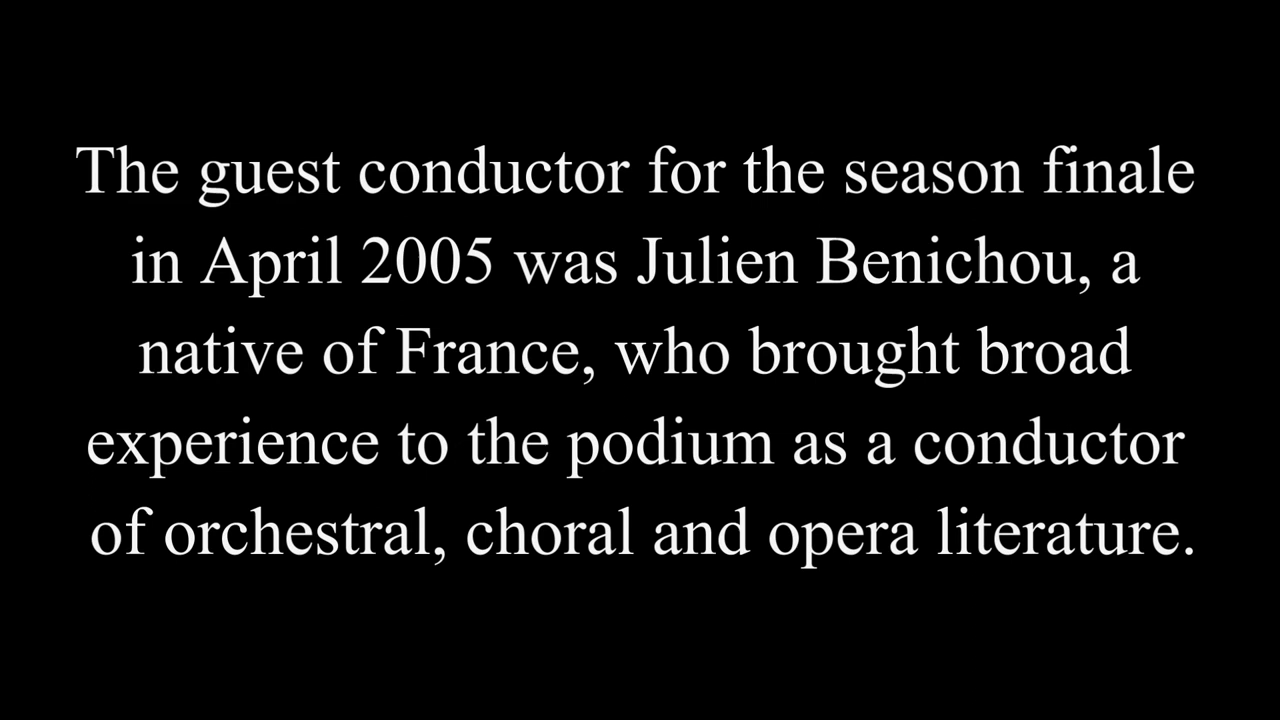 The guest conductor for the season finale
in April 2005 was Julien Benichou, a
native of France, who brought broad
experience to the podium as a conductor
of orchestral, choral and opera literature.